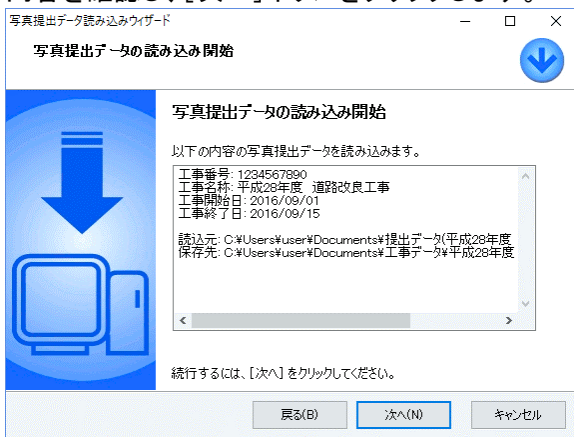 写真提出データ読み込みウィザード
写真提出データの読み込み開始
写真提出データの読み込み開始
以下の内容の写真提出データを読み込みます。
工事番号: 1234567890
工事名称: 平成28年度 道路改良工事
工事開始日: 2016/09/01
工事終了日: 2016/09/15
読込元: C:¥Users¥user¥Documents¥提出データ(平成28年度
保存先: C:¥Users¥user¥Documents¥工事データ¥平成28年度
続行するには、[次へ] をクリックしてください。
戻る(B)
次へ(N)
キャンセル